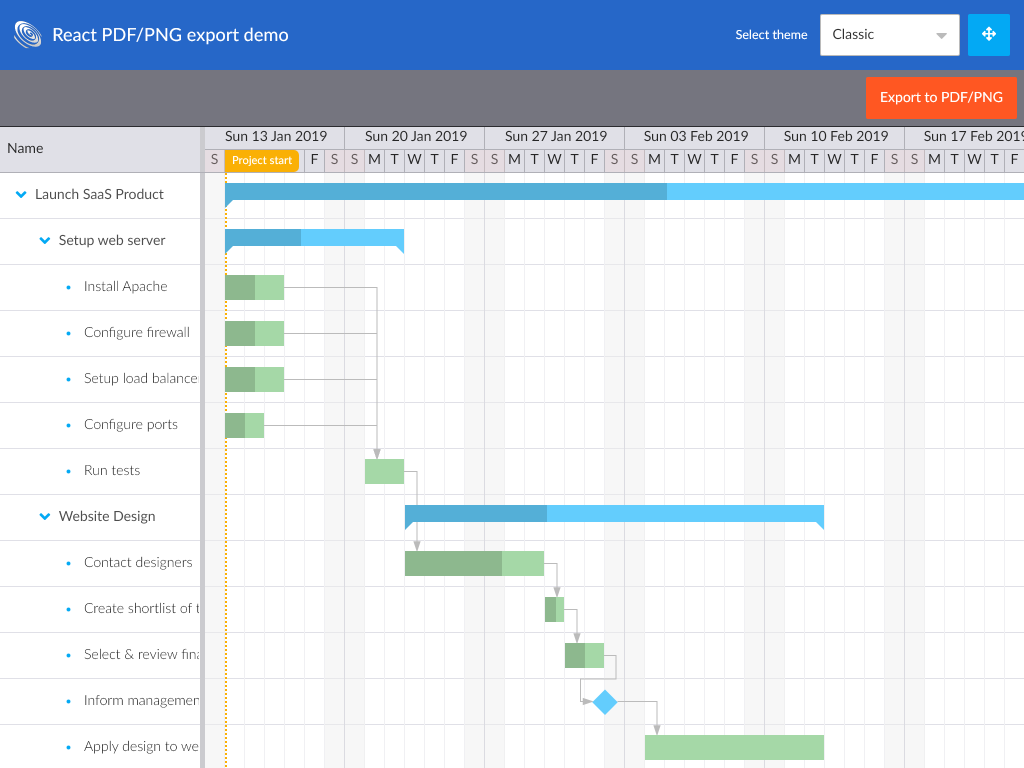 React PDF/PNG export demo
Select theme
Classic
Export to PDF/PNG
Name
Sun 13 Jan 2019 Sun 20 Jan 2019 Sun 27 Jan 2019 Sun 03 Feb 2019 Sun 10 Feb 2019 Sun 17 Feb 2019
S Project start F S S M T W T F S S M T W T F S S M T W T F S S M T W T F S S M T W T F
Launch SaaS Product
Setup web server
Install Apache
Configure firewall
Setup load balance
Configure ports
Run tests
Website Design
Contact designers
Create shortlist of t
Select & review fina
Inform managemen
Apply design to we